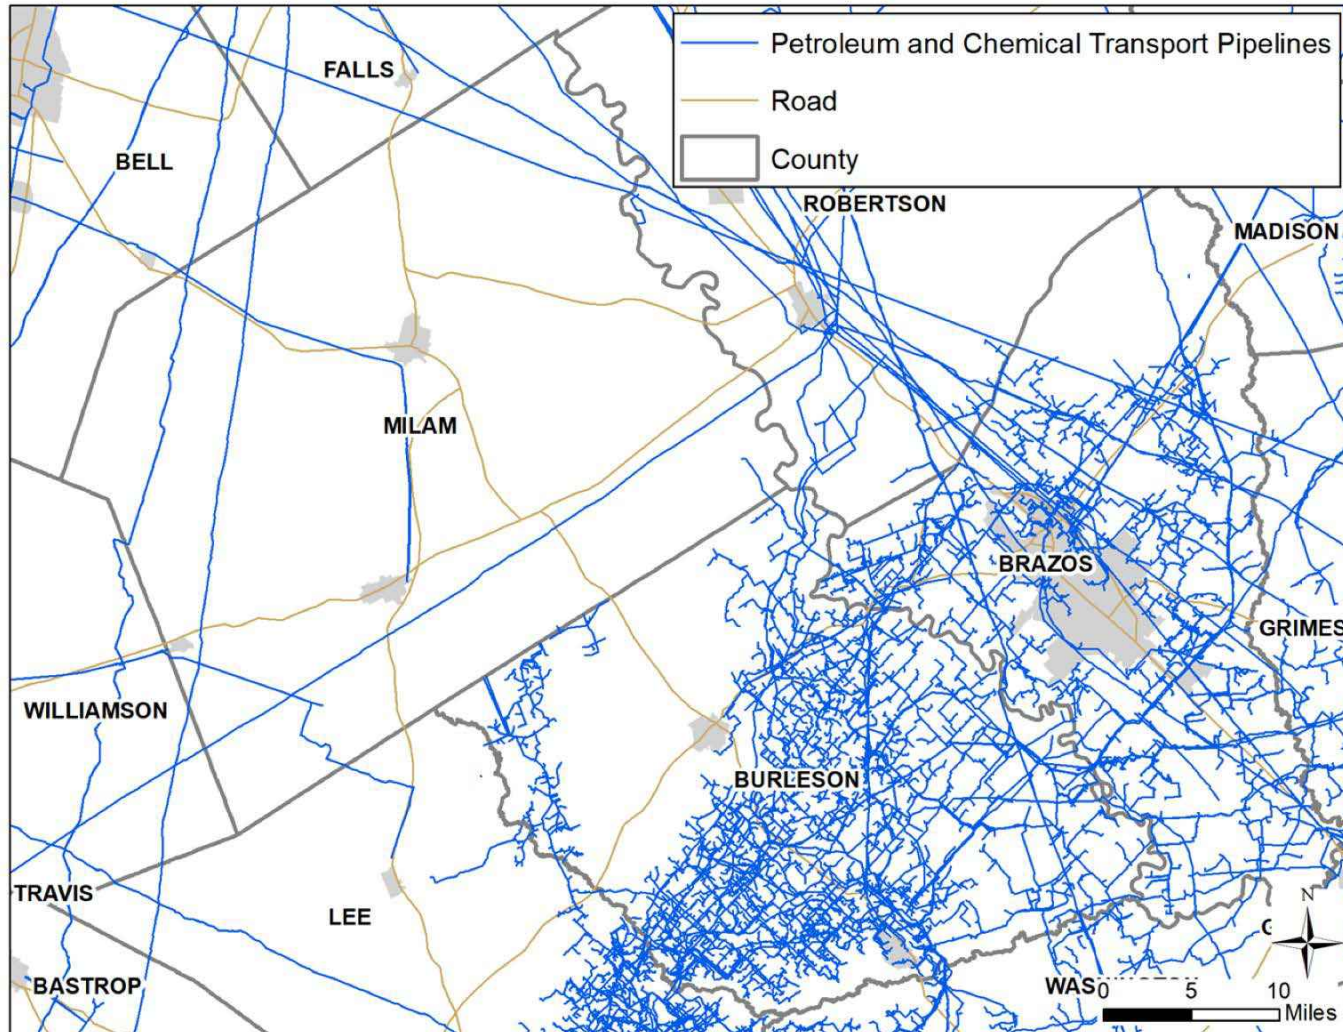 Petroleum and Chemical Transport Pipelines
Road
County
FALLS
BELL
ROBERTSON
MADISON
MILAM
BRAZOS
GRIMES
WILLIAMSON
BURLESON
TRAVIS
LEE
N
BASTROP
0 5 10
Miles